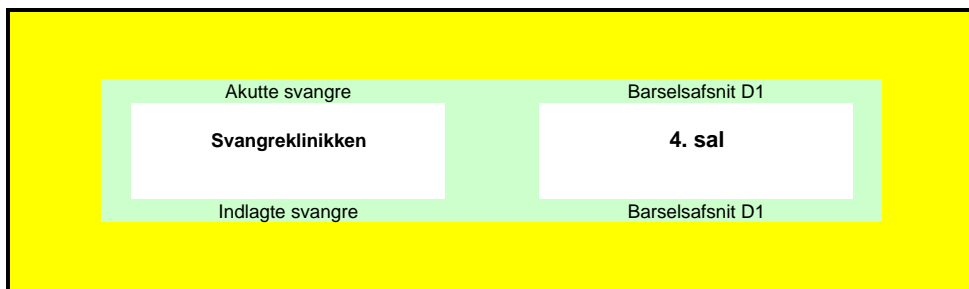 Akutte svangre
Barselsafsnit D1
Svangreklinikken
4. sal
Indlagte svangre
Barselsafsnit D1